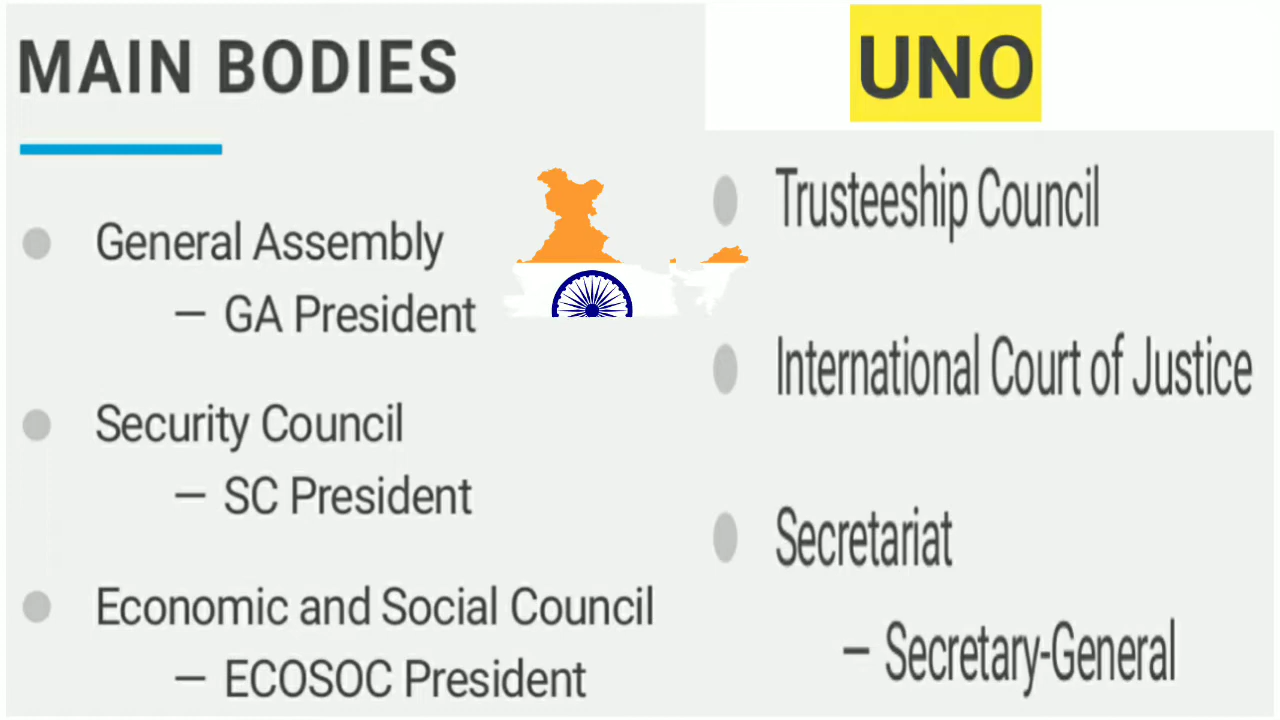 MAIN BODIES
General Assembly
– GA President
Security Council
– SC President
Economic and Social Council
– ECOSOC President
UNO
Trusteeship Council
International Court of Justice
Secretariat
– Secretary-General